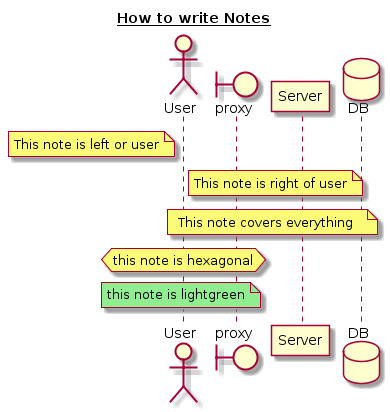 How to write Notes
User proxy Server DB
This note is left or user
This note is right of user
This note covers everything
this note is hexagonal
this note is lightgreen
User proxy Server DB